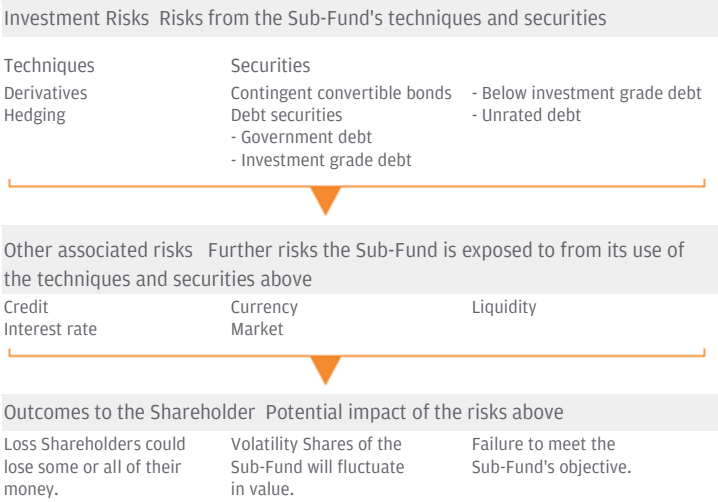 Investment Risks Risks from the Sub-Fund's techniques and securities
Techniques
Derivatives
Hedging
Securities
Contingent convertible bonds
Debt securities
- Government debt
- Investment grade debt
- Below investment grade debt
- Unrated debt
Other associated risks Further risks the Sub-Fund is exposed to from its use of
the techniques and securities above
Credit
Interest rate
Currency
Market
Liquidity
Outcomes to the Shareholder Potential impact of the risks above
Loss Shareholders could
lose some or all of their
money.
Volatility Shares of the
Sub-Fund will fluctuate
in value.
Failure to meet the
Sub-Fund's objective.